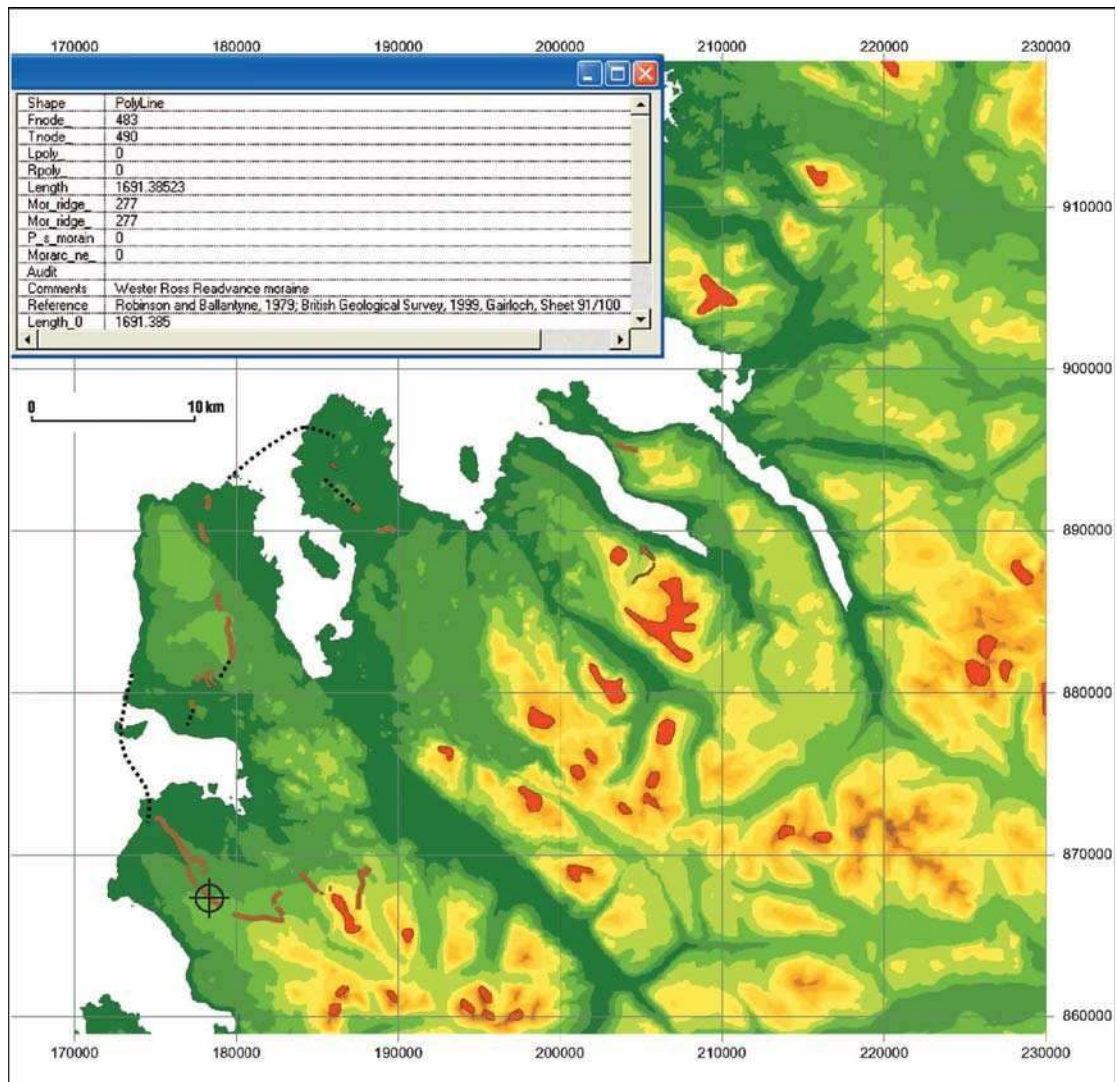 170000 180000 190000 200000 210000 220000 230000
Shape PolyLine
Fnode_ 483
Tnode_ 490
Lpoly_ 0
Rpoly_ 0
Length 1691.38523
Mor_ridge_ 277
Mor_ridge_ 277
P_s_morain 0
Morarc_ne_ 0
Audit
Comments Wester Ross Readvance moraine
Reference Robinson and Ballantyne, 1979; British Geological Survey, 1999, Gairloch, Sheet 91/100
Length_0 1691.385
910000
900000
0 10 km
890000
880000
870000
860000
170000 180000 190000 200000 210000 220000 230000